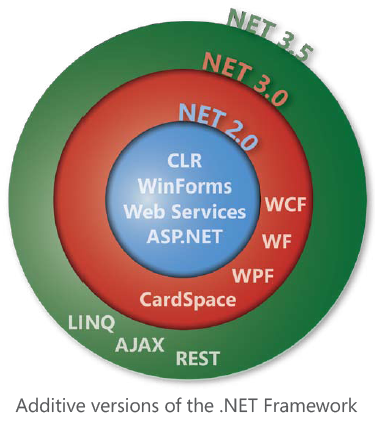 NET 3.5
NET 3.0
NET 2.0
CLR
WinForms
Web Services
ASP.NET
WCF
WF
WPF
CardSpace
LINQ
AJAX
REST
Additive versions of the .NET Framework